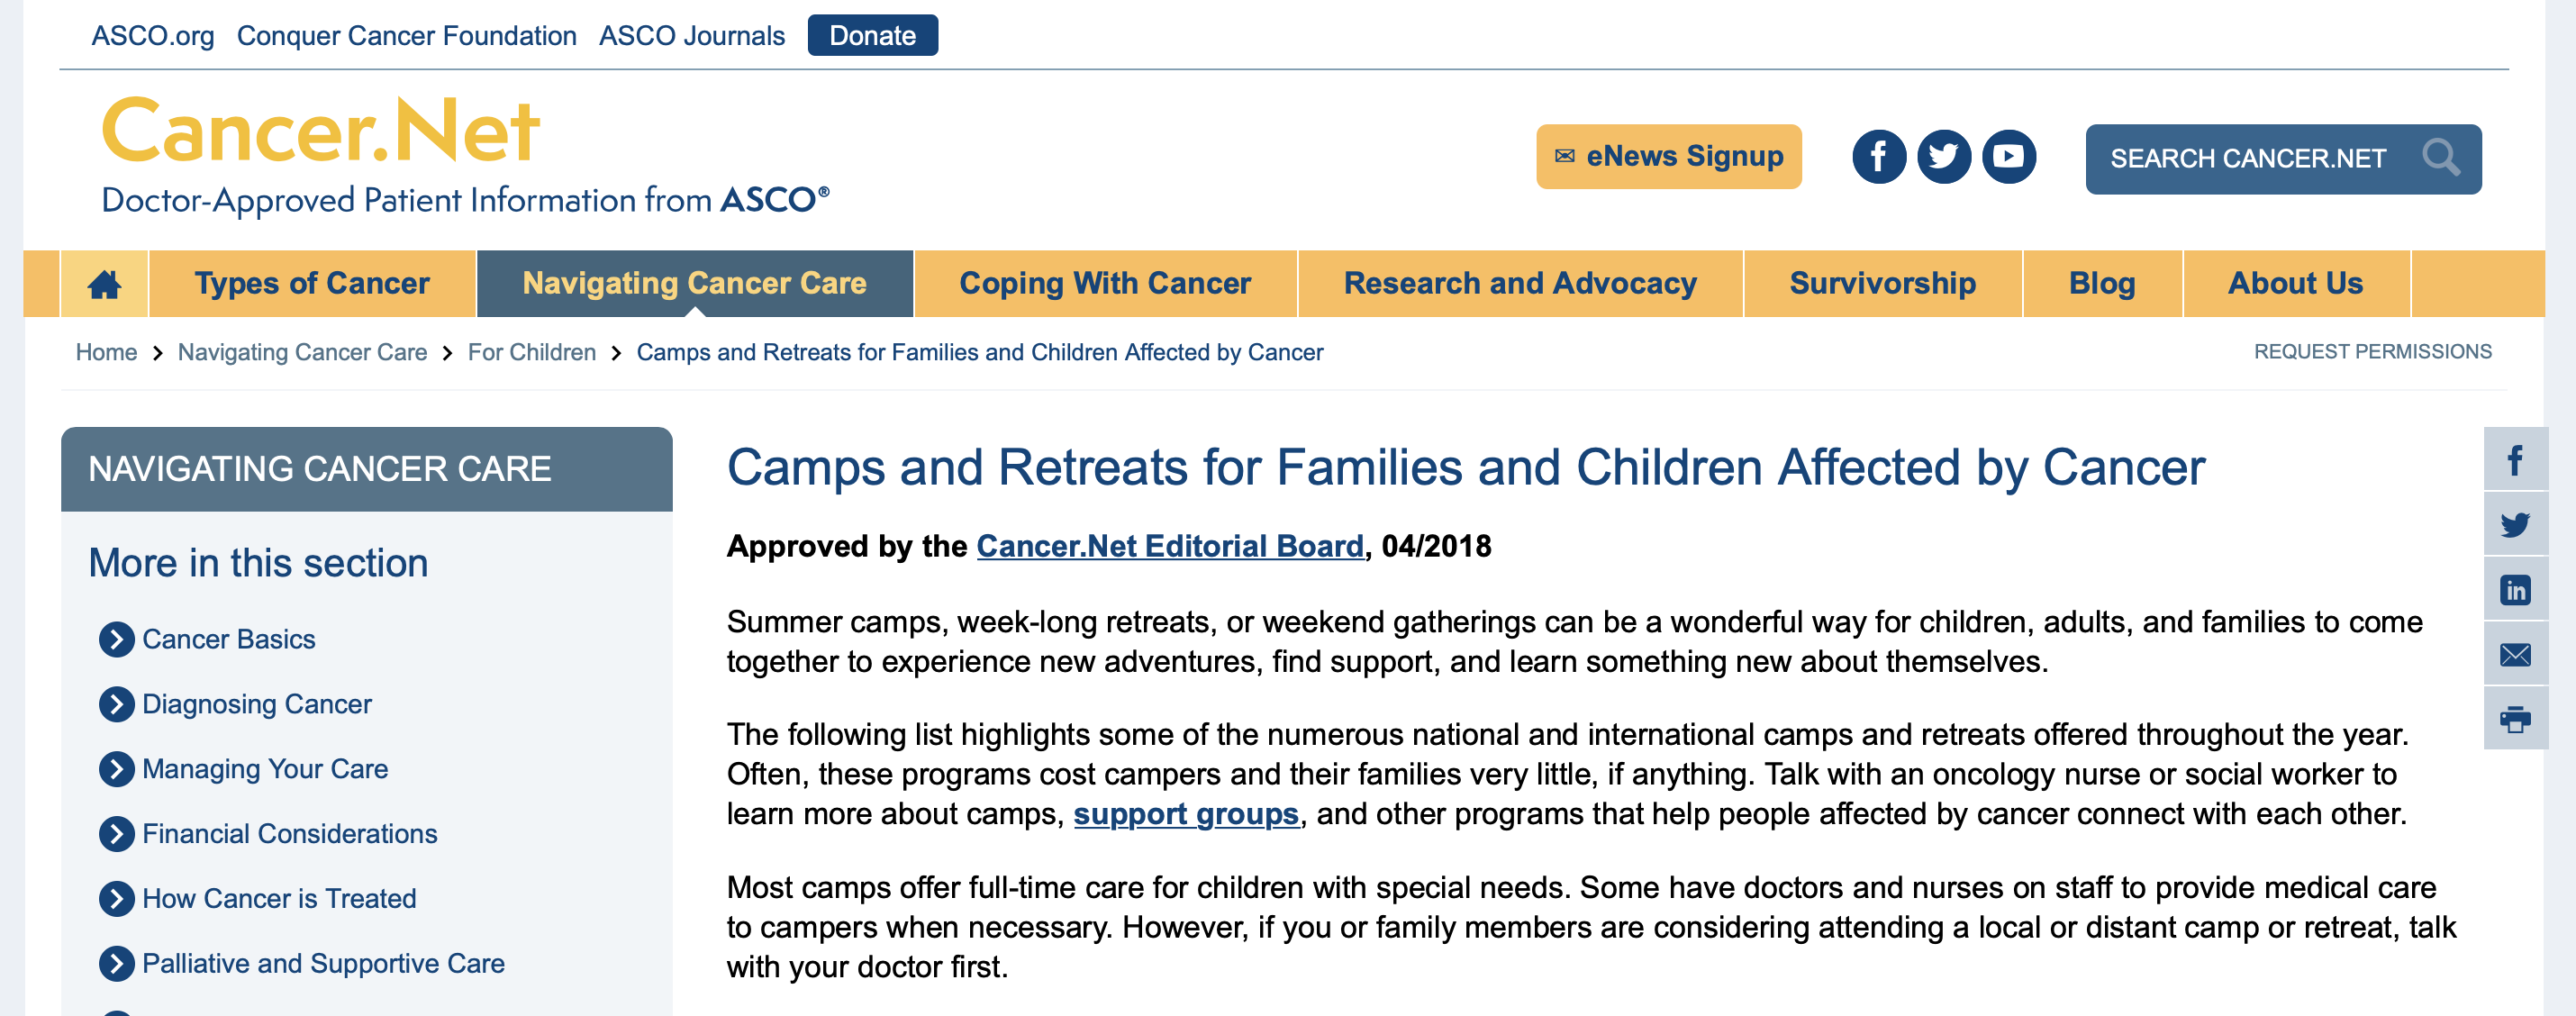 ASCO.org Conquer Cancer Foundation ASCO Journals Donate
Cancer.Net
Doctor-Approved Patient Information from ASCO®
eNews Signup
SEARCH CANCER.NET
Types of Cancer Navigating Cancer Care Coping With Cancer Research and Advocacy Survivorship Blog About Us
Home > Navigating Cancer Care > For Children > Camps and Retreats for Families and Children Affected by Cancer
REQUEST PERMISSIONS
NAVIGATING CANCER CARE
More in this section
Cancer Basics
Diagnosing Cancer
Managing Your Care
Financial Considerations
How Cancer is Treated
Palliative and Supportive Care
Camps and Retreats for Families and Children Affected by Cancer
Approved by the Cancer.Net Editorial Board, 04/2018
Summer camps, week-long retreats, or weekend gatherings can be a wonderful way for children, adults, and families to come
together to experience new adventures, find support, and learn something new about themselves.
The following list highlights some of the numerous national and international camps and retreats offered throughout the year.
Often, these programs cost campers and their families very little, if anything. Talk with an oncology nurse or social worker to
learn more about camps, support groups, and other programs that help people affected by cancer connect with each other.
Most camps offer full-time care for children with special needs. Some have doctors and nurses on staff to provide medical care
to campers when necessary. However, if you or family members are considering attending a local or distant camp or retreat, talk
with your doctor first.